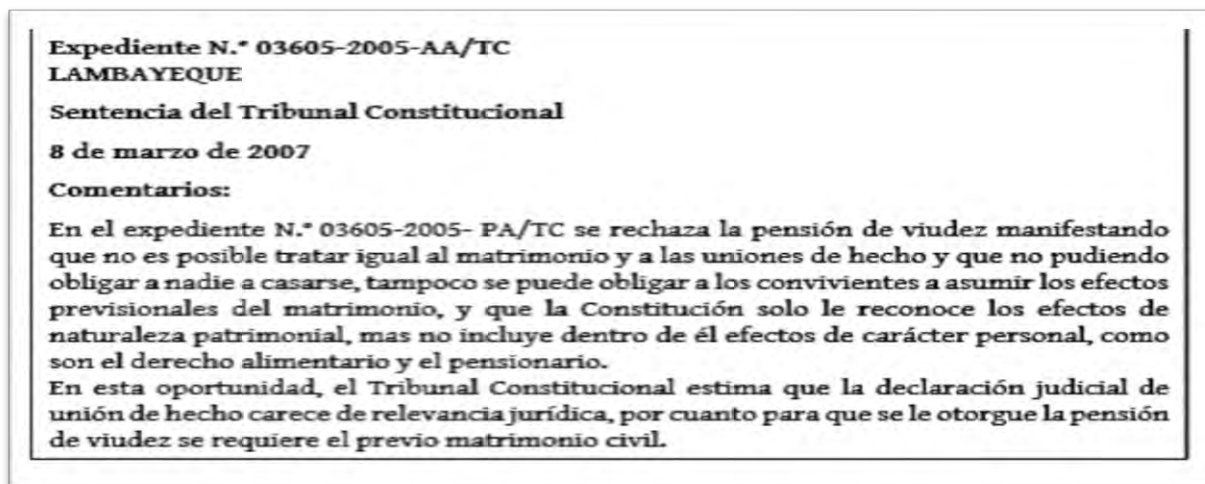 Expediente N.° 03605-2005-AA/TC
LAMBAYEQUE
Sentencia del Tribunal Constitucional
8 de marzo de 2007
Comentarios:
En el expediente N.° 03605-2005- PA/TC se rechaza la pensión de viudez manifestando
que no es posible tratar igual al matrimonio y a las uniones de hecho y que no pudiendo
obligar a nadie a casarse, tampoco se puede obligar a los convivientes a asumir los efectos
previsionales del matrimonio, y que la Constitución solo le reconoce los efectos de
naturaleza patrimonial, mas no incluye dentro de él efectos de carácter personal, como
son el derecho alimentario y el pensionario.
En esta oportunidad, el Tribunal Constitucional estima que la declaración judicial de
unión de hecho carece de relevancia jurídica, por cuanto para que se le otorgue la pensión
de viudez se requiere el previo matrimonio civil.